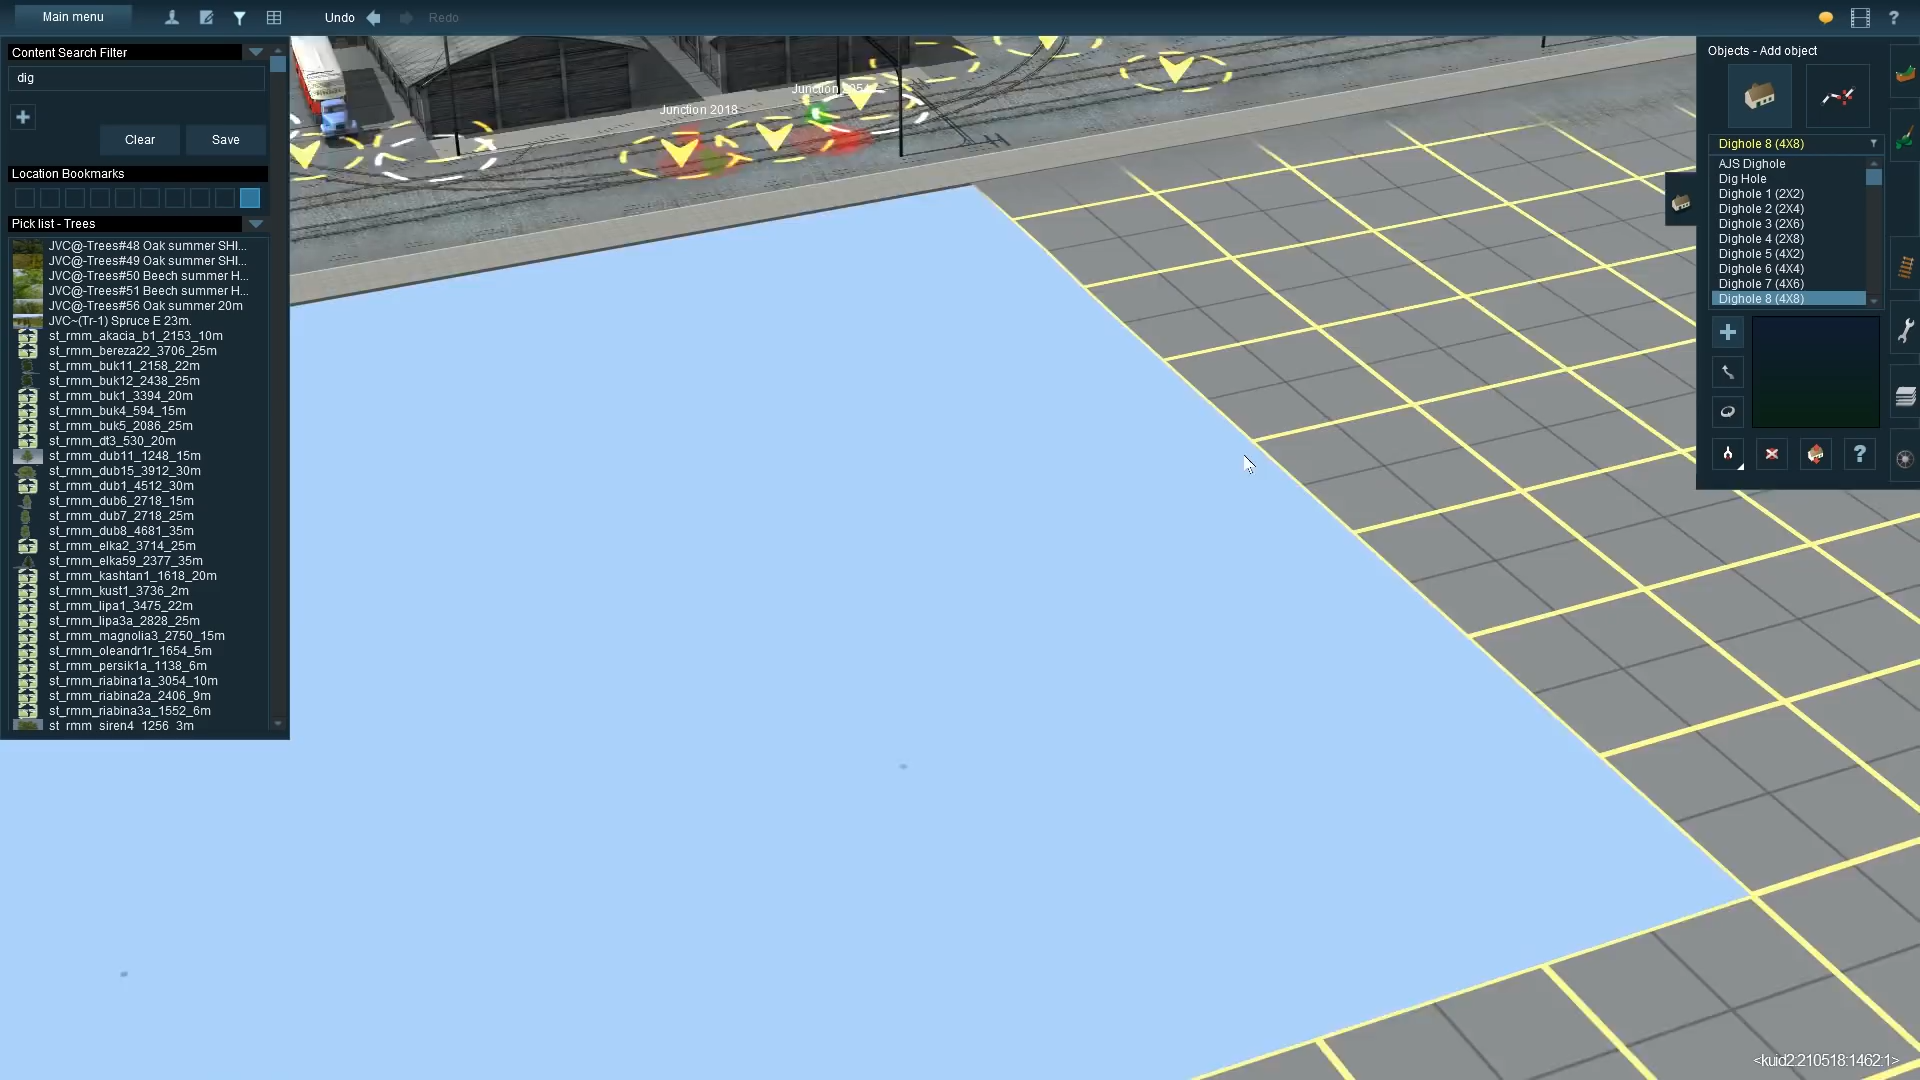 Main menu
Undo
Redo
Content Search Filter
dig
Clear
Save
Location Bookmarks
Pick list - Trees
JVC@-Trees#48 Oak summer SHI...
JVC@-Trees#49 Oak summer SHI...
JVC@-Trees#50 Beech summer H...
JVC@-Trees#51 Beech summer H...
JVC@-Trees#56 Oak summer 20m
JVC~(Tr-1) Spruce E 23m.
st_rmm_akacia_b1_2153_10m
st_rmm_bereza22_3706_25m
st_rmm_buk11_2158_22m
st_rmm_buk12_2438_25m
st_rmm_buk1_3394_20m
st_rmm_buk4_594_15m
st_rmm_buk5_2086_25m
st_rmm_dt3_530_20m
st_rmm_dub11_1248_15m
st_rmm_dub15_3912_30m
st_rmm_dub1_4512_30m
st_rmm_dub6_2718_15m
st_rmm_dub7_2718_25m
st_rmm_dub8_4681_35m
st_rmm_elka2_3714_25m
st_rmm_elka59_2377_35m
st_rmm_kashtan1_1618_20m
st_rmm_kust1_3736_2m
st_rmm_lipa1_3475_22m
st_rmm_lipa3a_2828_25m
st_rmm_magnolia3_2750_15m
st_rmm_oleandr1r_1654_5m
st_rmm_persik1a_1138_6m
st_rmm_riabina1a_3054_10m
st_rmm_riabina2a_2406_9m
st_rmm_riabina3a_1552_6m
st_rmm_siren4_1256_3m
Junction 2018
Junction
Objects - Add object
Dighole 8 (4X8)
AJS Dighole
Dig Hole
Dighole 1 (2X2)
Dighole 2 (2X4)
Dighole 3 (2X6)
Dighole 4 (2X8)
Dighole 5 (4X2)
Dighole 6 (4X4)
Dighole 7 (4X6)
Dighole 8 (4X8)
<kuid2:210518:1462:1>